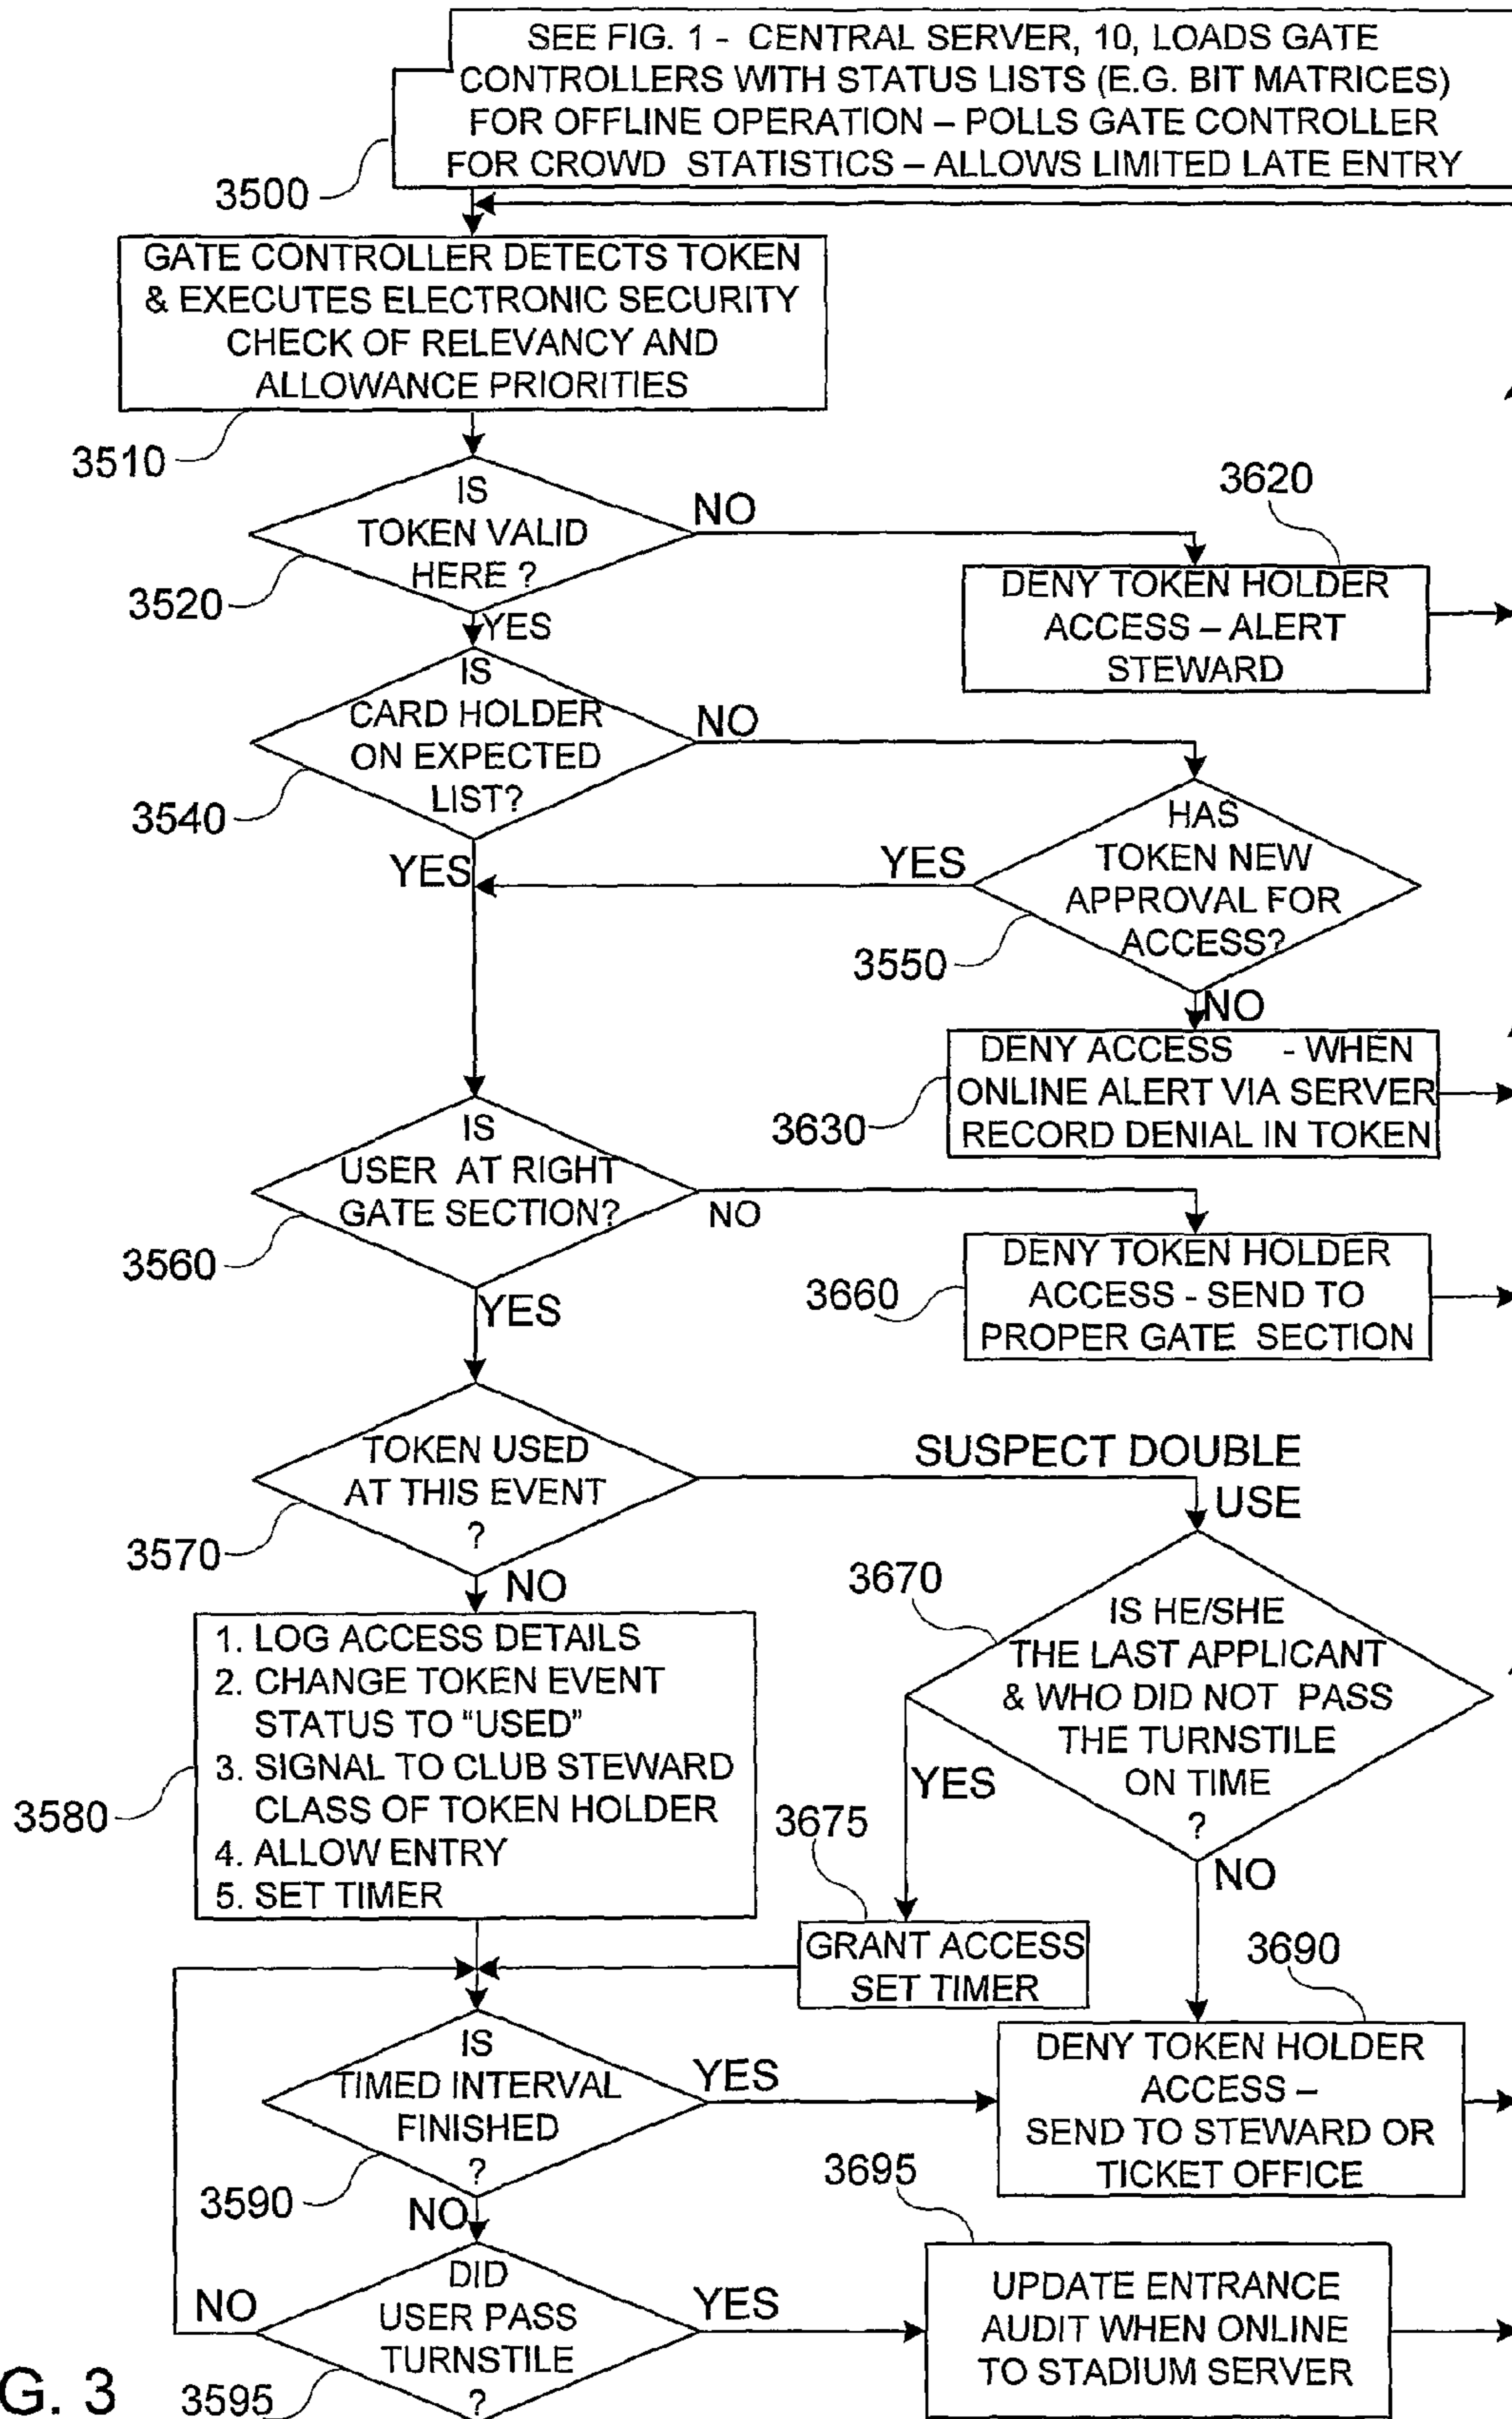 SEE FIG. 1 - CENTRAL SERVER, 10, LOADS GATE
CONTROLLERS WITH STATUS LISTS (E.G. BIT MATRICES)
FOR OFFLINE OPERATION – POLLS GATE CONTROLLER
FOR CROWD STATISTICS – ALLOWS LIMITED LATE ENTRY
3500
GATE CONTROLLER DETECTS TOKEN
& EXECUTES ELECTRONIC SECURITY
CHECK OF RELEVANCY AND
ALLOWANCE PRIORITIES
3510
IS
TOKEN VALID
HERE ?
3520
NO
YES
3620
DENY TOKEN HOLDER
ACCESS – ALERT
STEWARD
IS
CARD HOLDER
ON EXPECTED
LIST?
3540
NO
YES
HAS
TOKEN NEW
APPROVAL FOR
ACCESS?
3550
YES
NO
DENY ACCESS - WHEN
ONLINE ALERT VIA SERVER
RECORD DENIAL IN TOKEN
3630
IS
USER AT RIGHT
GATE SECTION?
3560
NO
YES
DENY TOKEN HOLDER
ACCESS - SEND TO
PROPER GATE SECTION
3660
TOKEN USED
AT THIS EVENT
?
3570
SUSPECT DOUBLE
USE
NO
3670
IS HE/SHE
THE LAST APPLICANT
& WHO DID NOT PASS
THE TURNSTILE
ON TIME
?
YES
NO
1. LOG ACCESS DETAILS
2. CHANGE TOKEN EVENT
STATUS TO “USED”
3. SIGNAL TO CLUB STEWARD
CLASS OF TOKEN HOLDER
4. ALLOW ENTRY
5. SET TIMER
3580
3675
GRANT ACCESS
SET TIMER
3690
DENY TOKEN HOLDER
ACCESS –
SEND TO STEWARD OR
TICKET OFFICE
IS
TIMED INTERVAL
FINISHED
?
3590
YES
NO
3695
DID
USER PASS
TURNSTILE
?
3595
NO
YES
UPDATE ENTRANCE
AUDIT WHEN ONLINE
TO STADIUM SERVER
G. 3